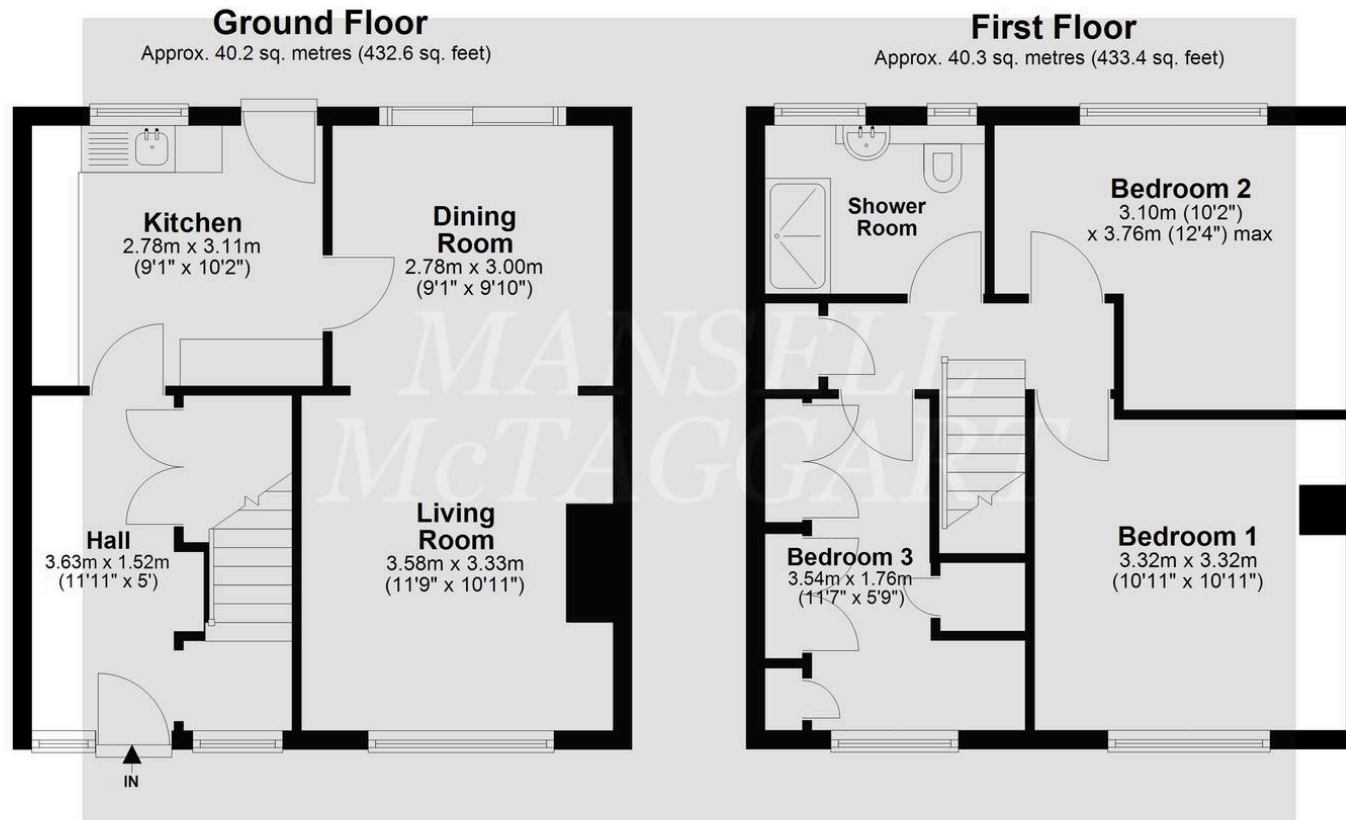 Ground Floor
Approx. 40.2 sq. metres (432.6 sq. feet)
Kitchen
2.78m x 3.11m
(9'1" x 10'2")
Dining
Room
2.78m x 3.00m
(9'1" x 9'10")
Hall
3.63m x 1.52m
(11'11" x 5')
Living
Room
3.58m x 3.33m
(11'9" x 10'11")
IN
First Floor
Approx. 40.3 sq. metres (433.4 sq. feet)
Shower
Room
Bedroom 2
3.10m (10'2")
x 3.76m (12'4") max
Bedroom 3
3.54m x 1.76m
(11'7" x 5'9")
Bedroom 1
3.32m x 3.32m
(10'11" x 10'11")
MANSELL
McTAGGART